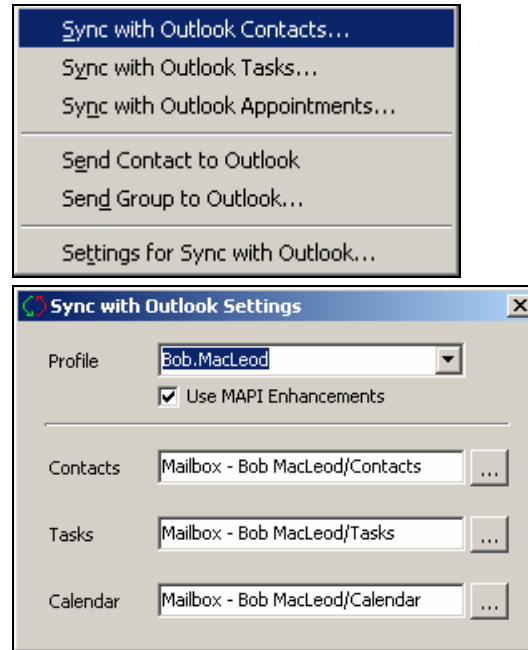 Sync with Outlook Contacts...
Sync with Outlook Tasks...
Sync with Outlook Appointments...
Send Contact to Outlook
Send Group to Outlook...
Settings for Sync with Outlook...
Sync with Outlook Settings
Profile Bob.MacLeod
Use MAPI Enhancements
Contacts Mailbox - Bob MacLeod/Contacts ...
Tasks Mailbox - Bob MacLeod/Tasks ...
Calendar Mailbox - Bob MacLeod/Calendar ...